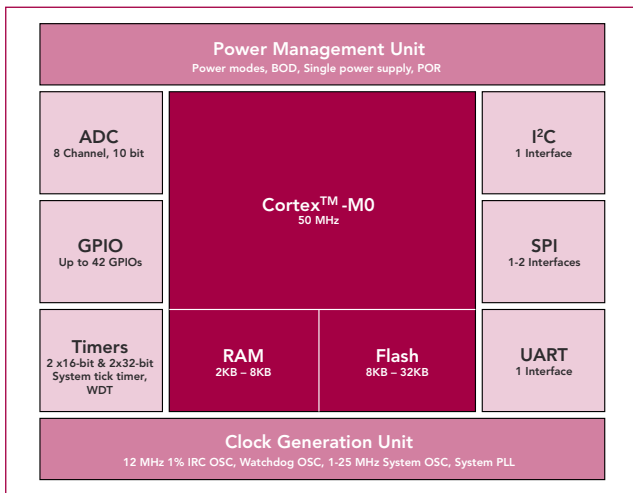 Power Management Unit
Power modes, BOD, Single power supply, POR
ADC
8 Channel, 10 bit
GPIO
Up to 42 GPIOs
Timers
2 x16-bit & 2x32-bit
System tick timer,
WDT
Cortex™ -M0
50 MHz
RAM
2KB – 8KB
Flash
8KB – 32KB
I²C
1 Interface
SPI
1-2 Interfaces
UART
1 Interface
Clock Generation Unit
12 MHz 1% IRC OSC, Watchdog OSC, 1-25 MHz System OSC, System PLL